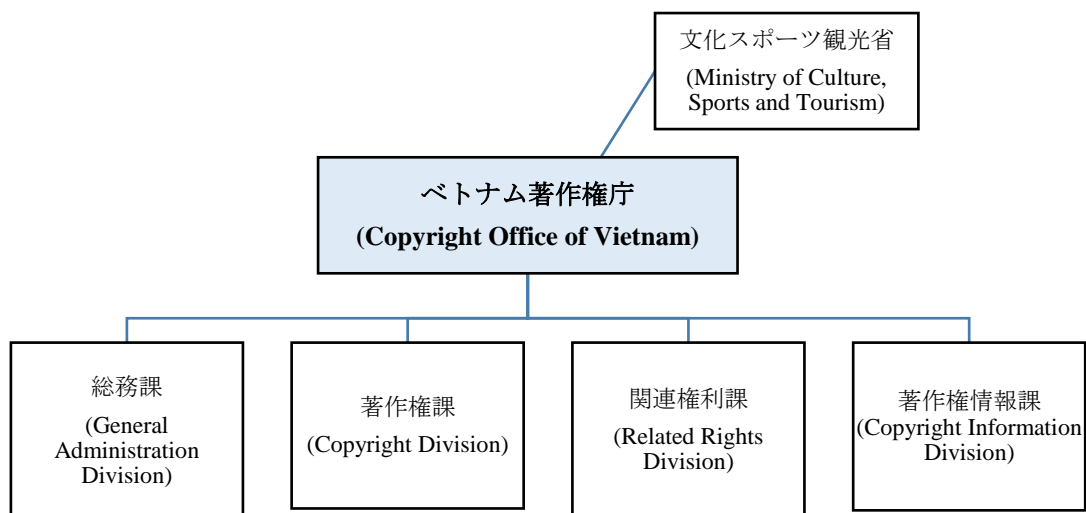 文化スポーツ観光省
(Ministry of Culture,
Sports and Tourism)
ベトナム著作権庁
(Copyright Office of Vietnam)
総務課
(General
Administration
Division)
著作権課
(Copyright Division)
関連権利課
(Related Rights
Division)
著作権情報課
(Copyright Information
Division)